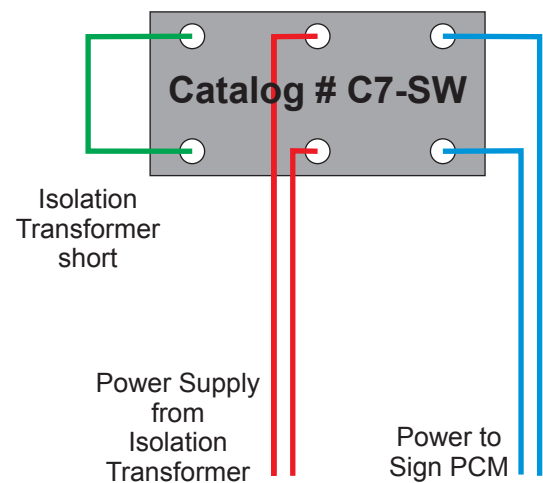 Catalog # C7-SW
Isolation
Transformer
short
Power Supply
from
Isolation
Transformer
Power to
Sign PCM